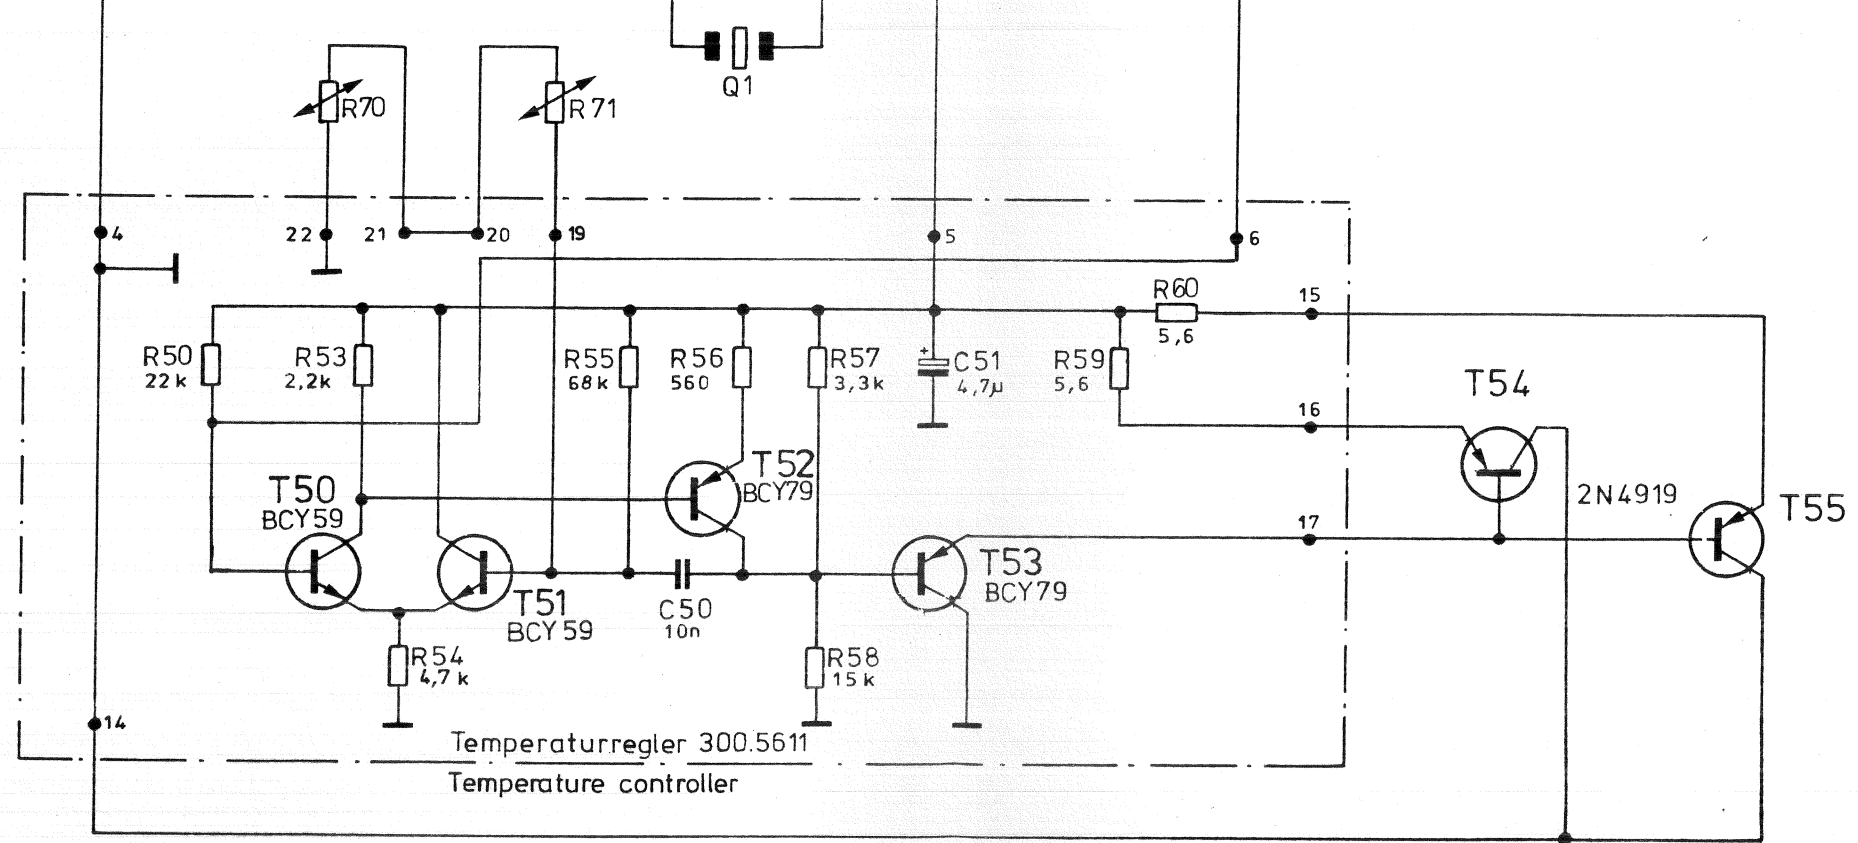 Q1
R70
R71
4
22
21
20
19
5
6
R60
5,6
15
R50
22k
R53
2,2k
R55
68k
R56
560
R57
3,3k
+
C51
4,7µ
R59
5,6
16
T54
T50
BCY59
T52
BCY79
2N4919
T55
17
T53
BCY79
T51
BCY59
C50
10n
R54
4,7k
R58
15k
14
Temperaturregler 300.5611
Temperature controller